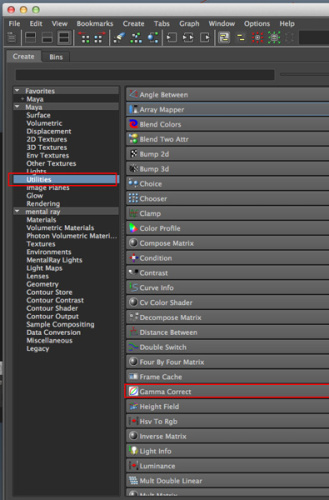 File Edit View Bookmarks Create Tabs Graph Window Options Help
Create Bins
Favorites
Maya
Maya
Surface
Volumetric
Displacement
2D Textures
3D Textures
Env Textures
Other Textures
Lights
Utilities
Image Planes
Glow
Rendering
mental ray
Materials
Volumetric Materials
Photon Volumetric Materi...
Textures
Environments
MentalRay Lights
Light Maps
Lenses
Geometry
Contour Store
Contour Contrast
Contour Shader
Contour Output
Sample Compositing
Data Conversion
Miscellaneous
Legacy
Angle Between
Array Mapper
Blend Colors
Blend Two Attr
Bump 2d
Bump 3d
Choice
Chooser
Clamp
Color Profile
Compose Matrix
Condition
Contrast
Curve Info
Cv Color Shader
Decompose Matrix
Distance Between
Double Switch
Four By Four Matrix
Frame Cache
Gamma Correct
Height Field
Hsv To Rgb
Inverse Matrix
Light Info
Luminance
Mult Double Linear
Mult Matrix